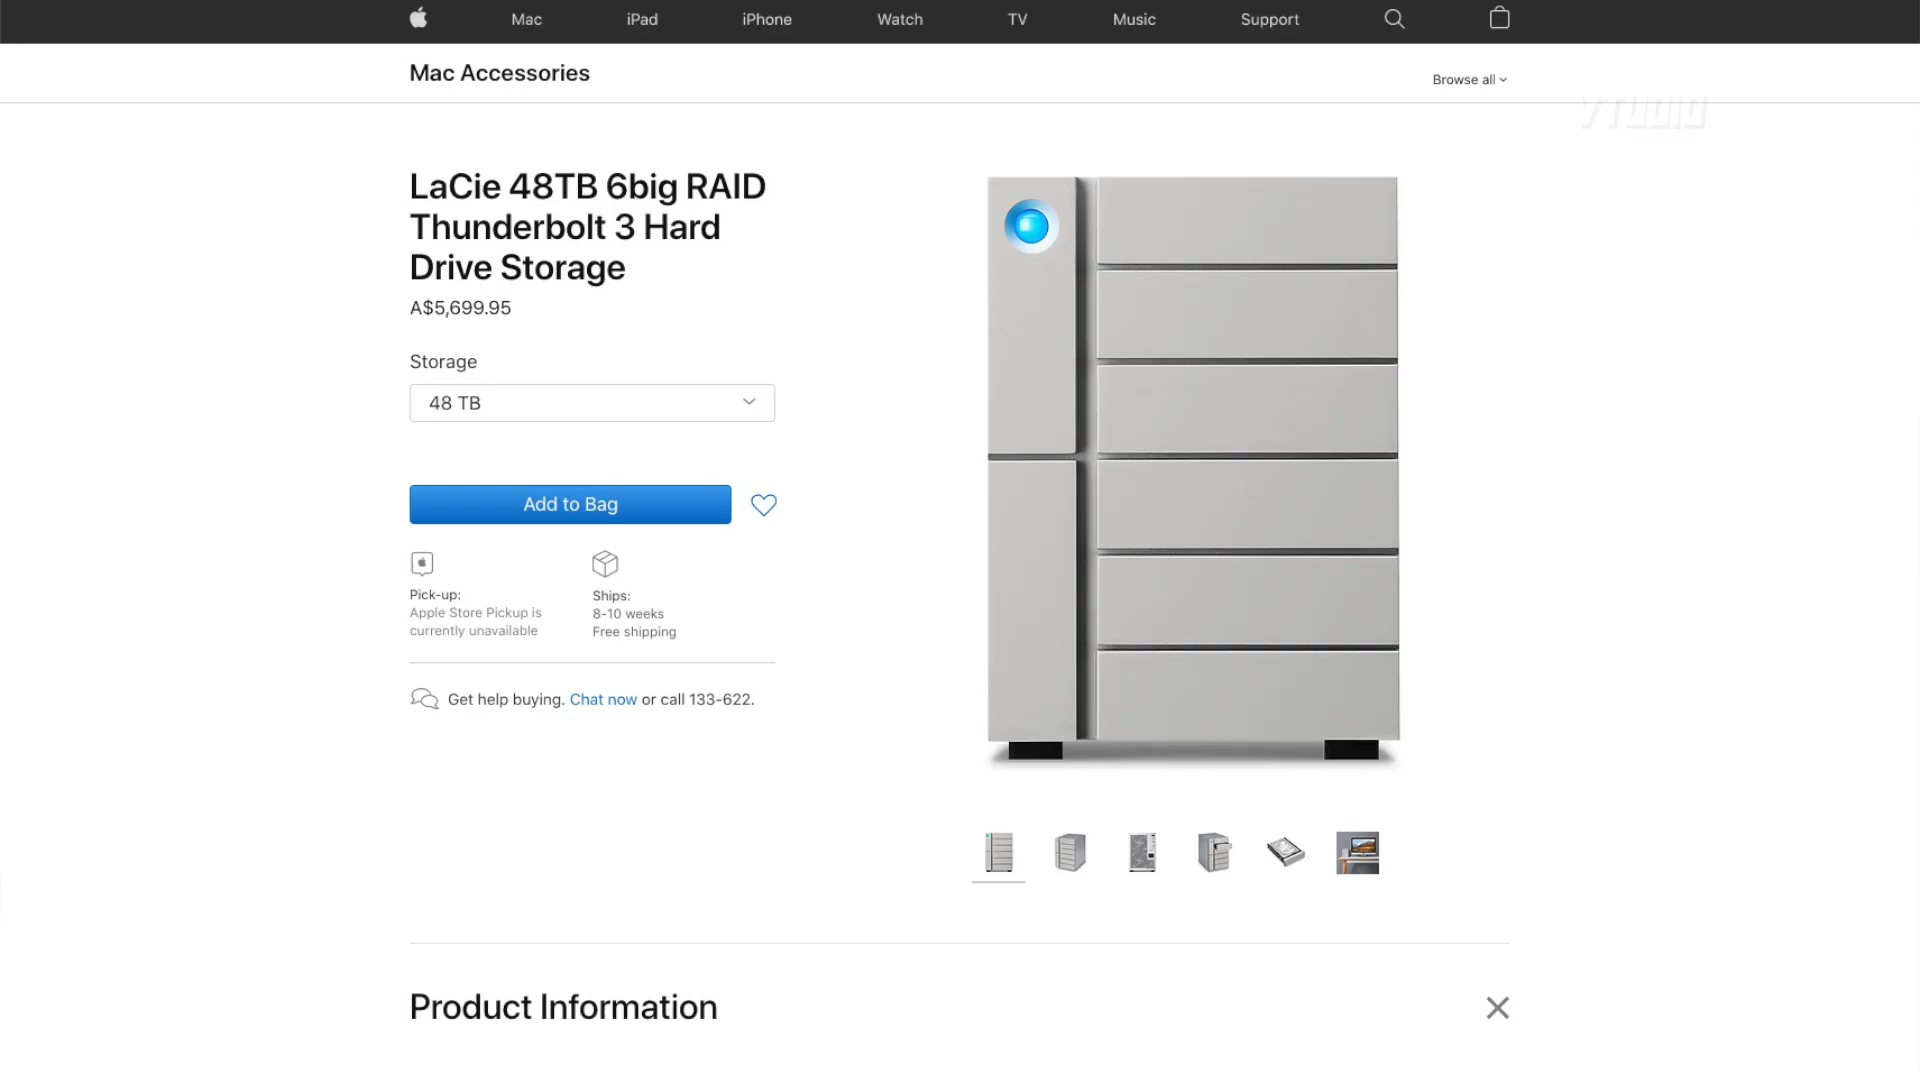 Mac
iPad
iPhone
Watch
TV
Music
Support
Mac Accessories
Browse all
VTUDIO
LaCie 48TB 6big RAID
Thunderbolt 3 Hard
Drive Storage
A$5,699.95
Storage
48 TB
Add to Bag
Pick-up:
Apple Store Pickup is
currently unavailable
Ships:
8-10 weeks
Free shipping
Get help buying. Chat now or call 133-622.
Product Information